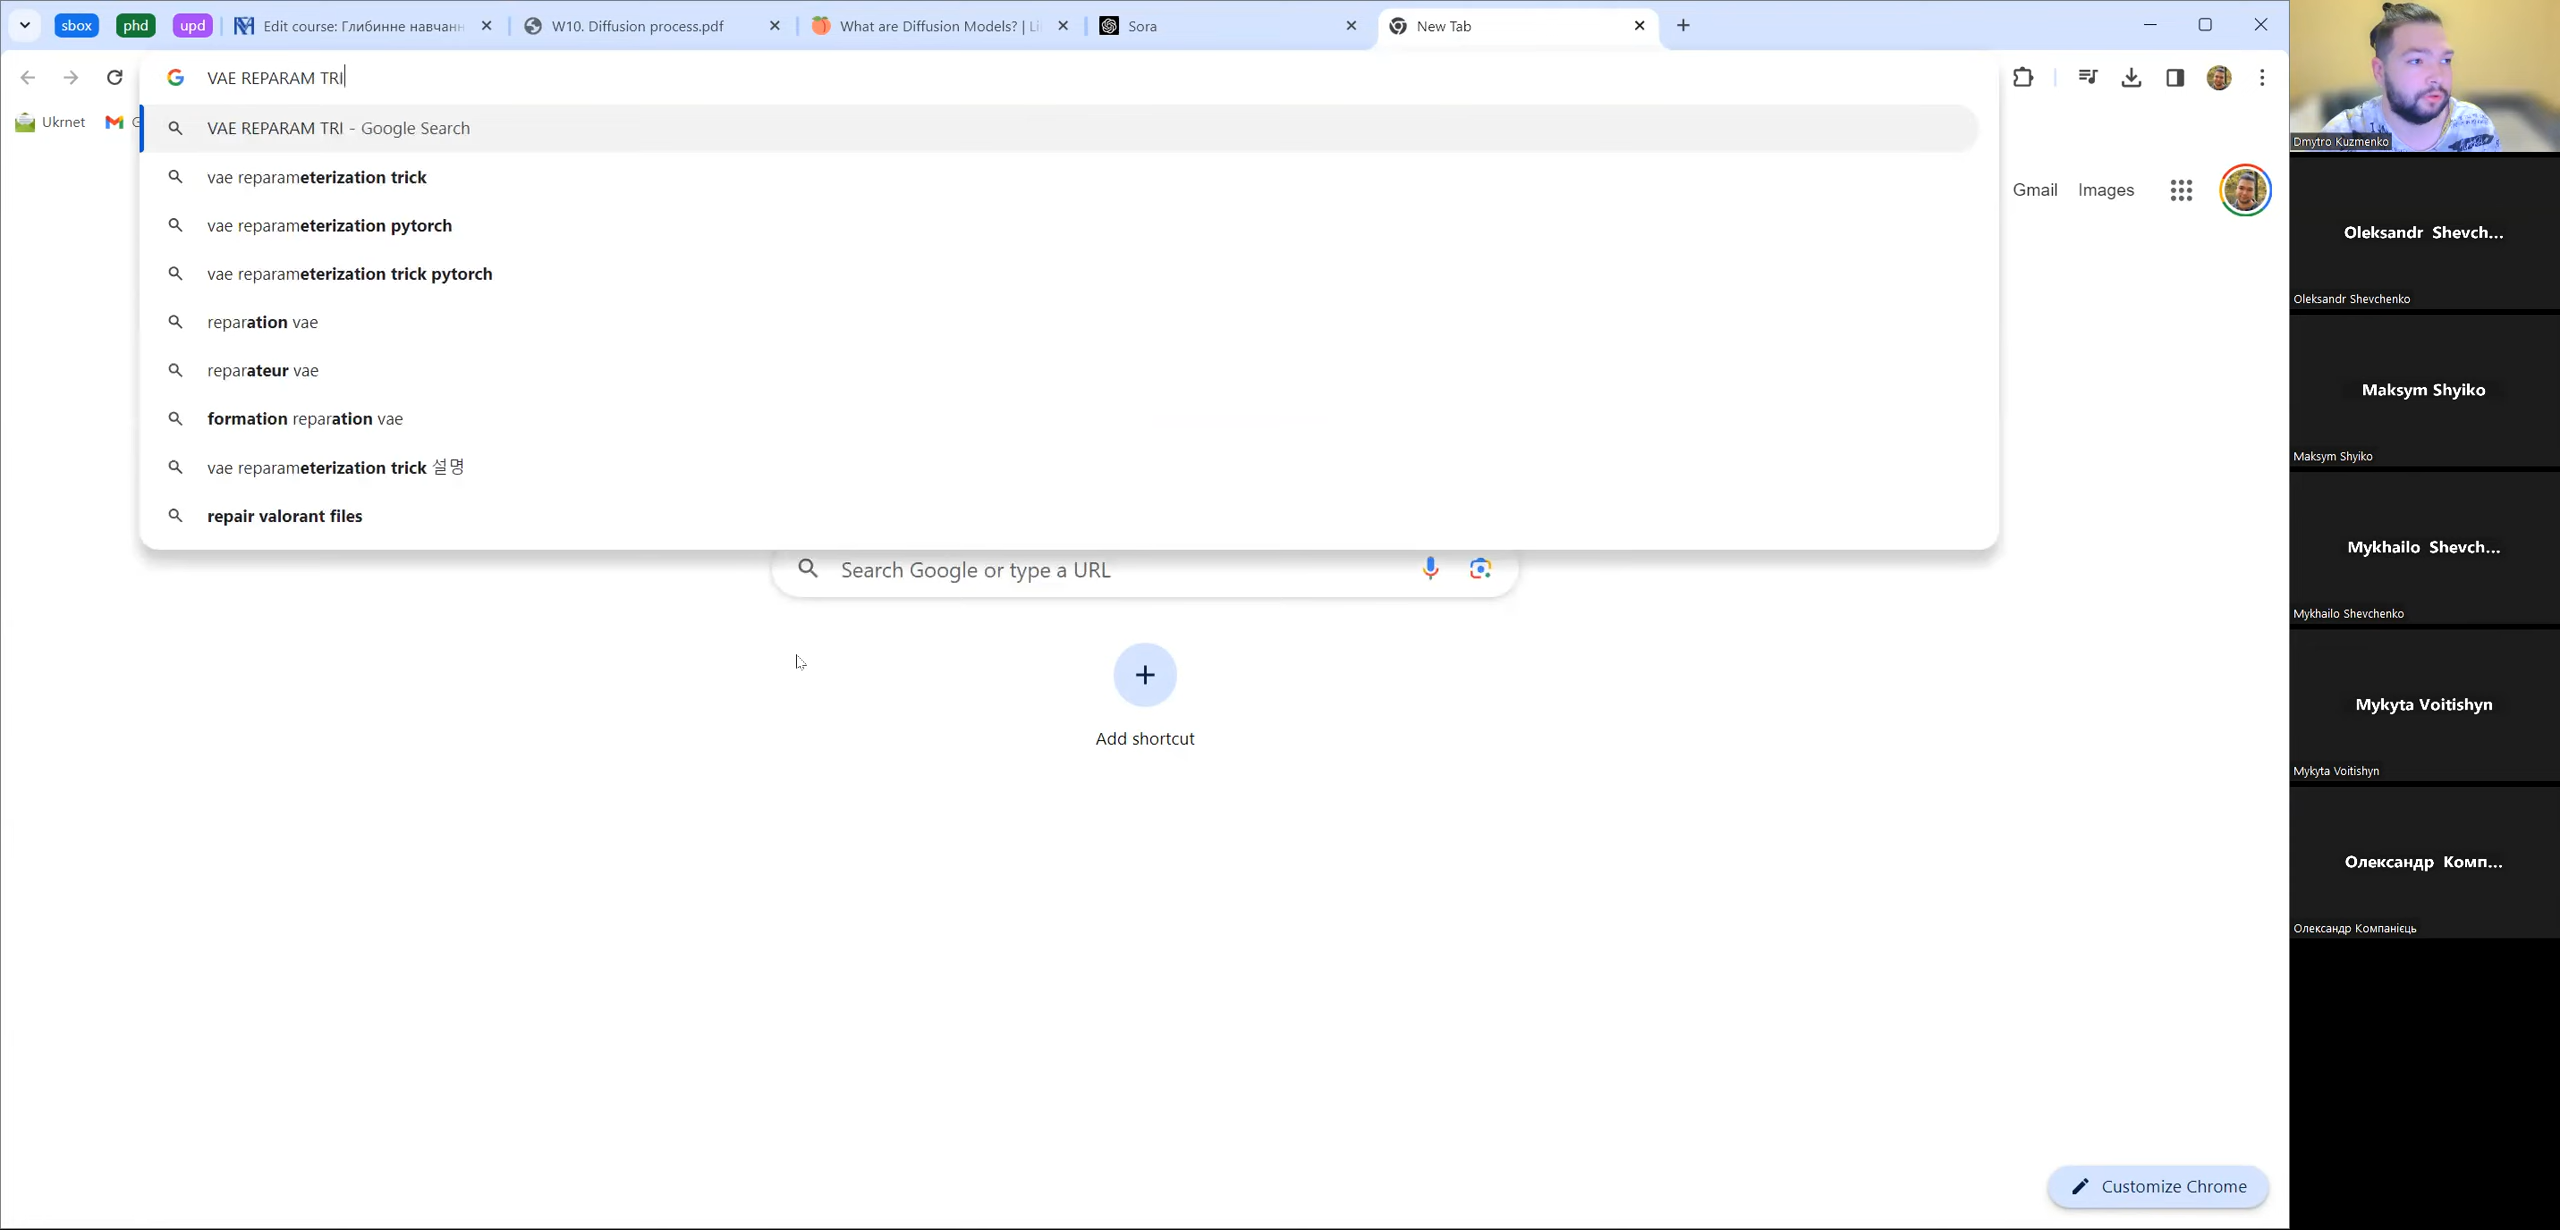 sbox
phd
upd
Edit course: Глибинне навчанн
W10. Diffusion process.pdf
What are Diffusion Models? | Li
Sora
New Tab
VAE REPARAM TRI
Ukrnet
G
VAE REPARAM TRI - Google Search
vae reparameterization trick
vae reparameterization pytorch
vae reparameterization trick pytorch
reparation vae
reparateur vae
formation reparation vae
vae reparameterization trick 설명
repair valorant files
Gmail
Images
Search Google or type a URL
Add shortcut
Customize Chrome
Dmytro Kuzmenko
Oleksandr Shevch...
Oleksandr Shevchenko
Maksym Shyiko
Maksym Shyiko
Mykhailo Shevch...
Mykhailo Shevchenko
Mykyta Voitishyn
Mykyta Voitishyn
Олександр Комп...
Олександр Компанієць